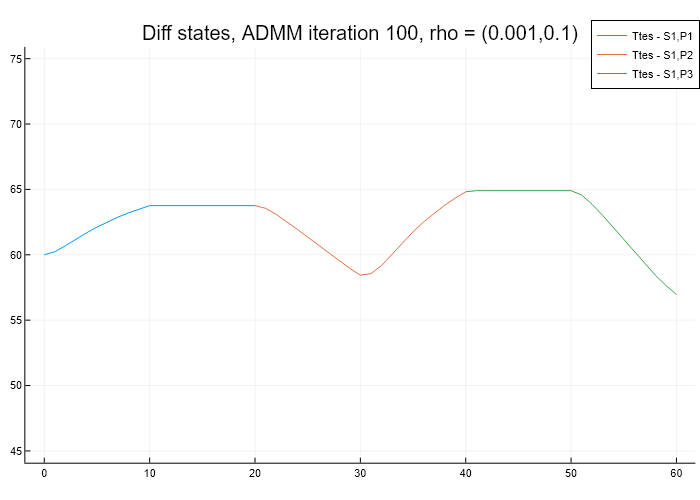 Diff states, ADMM iteration 100, rho = (0.001,0.1)
Ttes - S1,P1
Ttes - S1,P2
Ttes - S1,P3
75
70
65
60
55
50
45
0 10 20 30 40 50 60